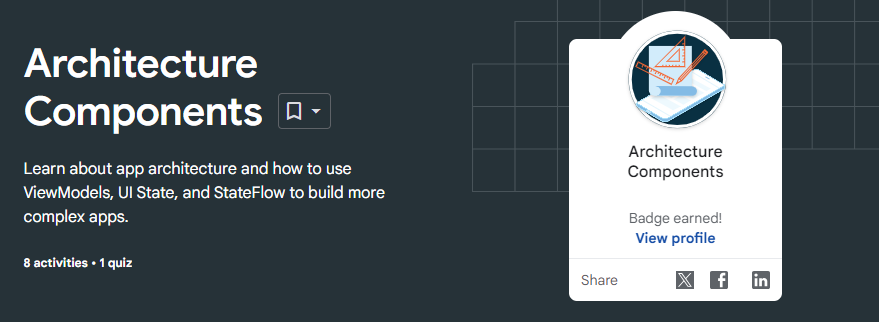 Architecture
Components
Learn about app architecture and how to use
ViewModels, UI State, and StateFlow to build more
complex apps.
8 activities • 1 quiz
Architecture
Components
Badge earned!
View profile
Share